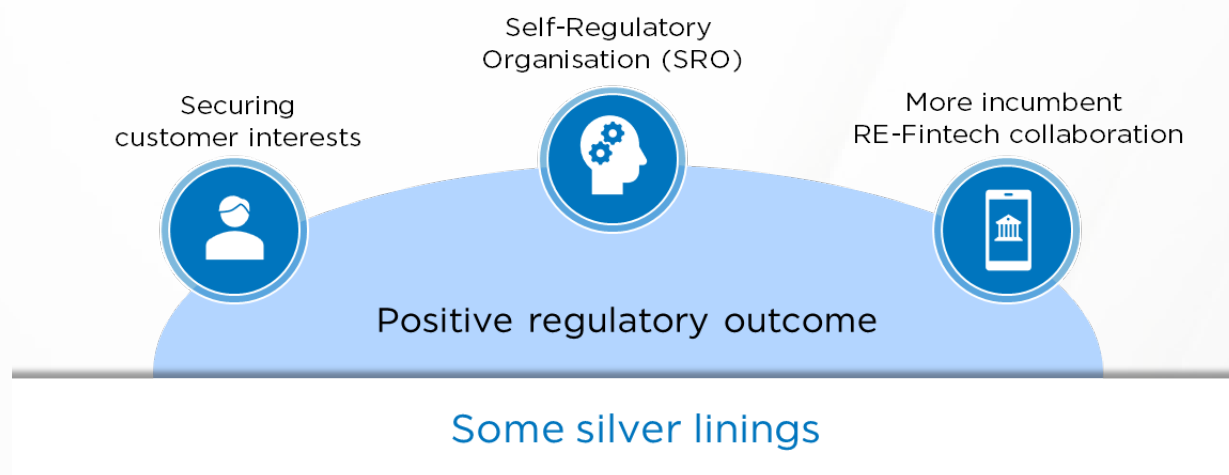 Self-Regulatory
Organisation (SRO)
Securing
customer interests
More incumbent
RE-Fintech collaboration
Positive regulatory outcome
Some silver linings